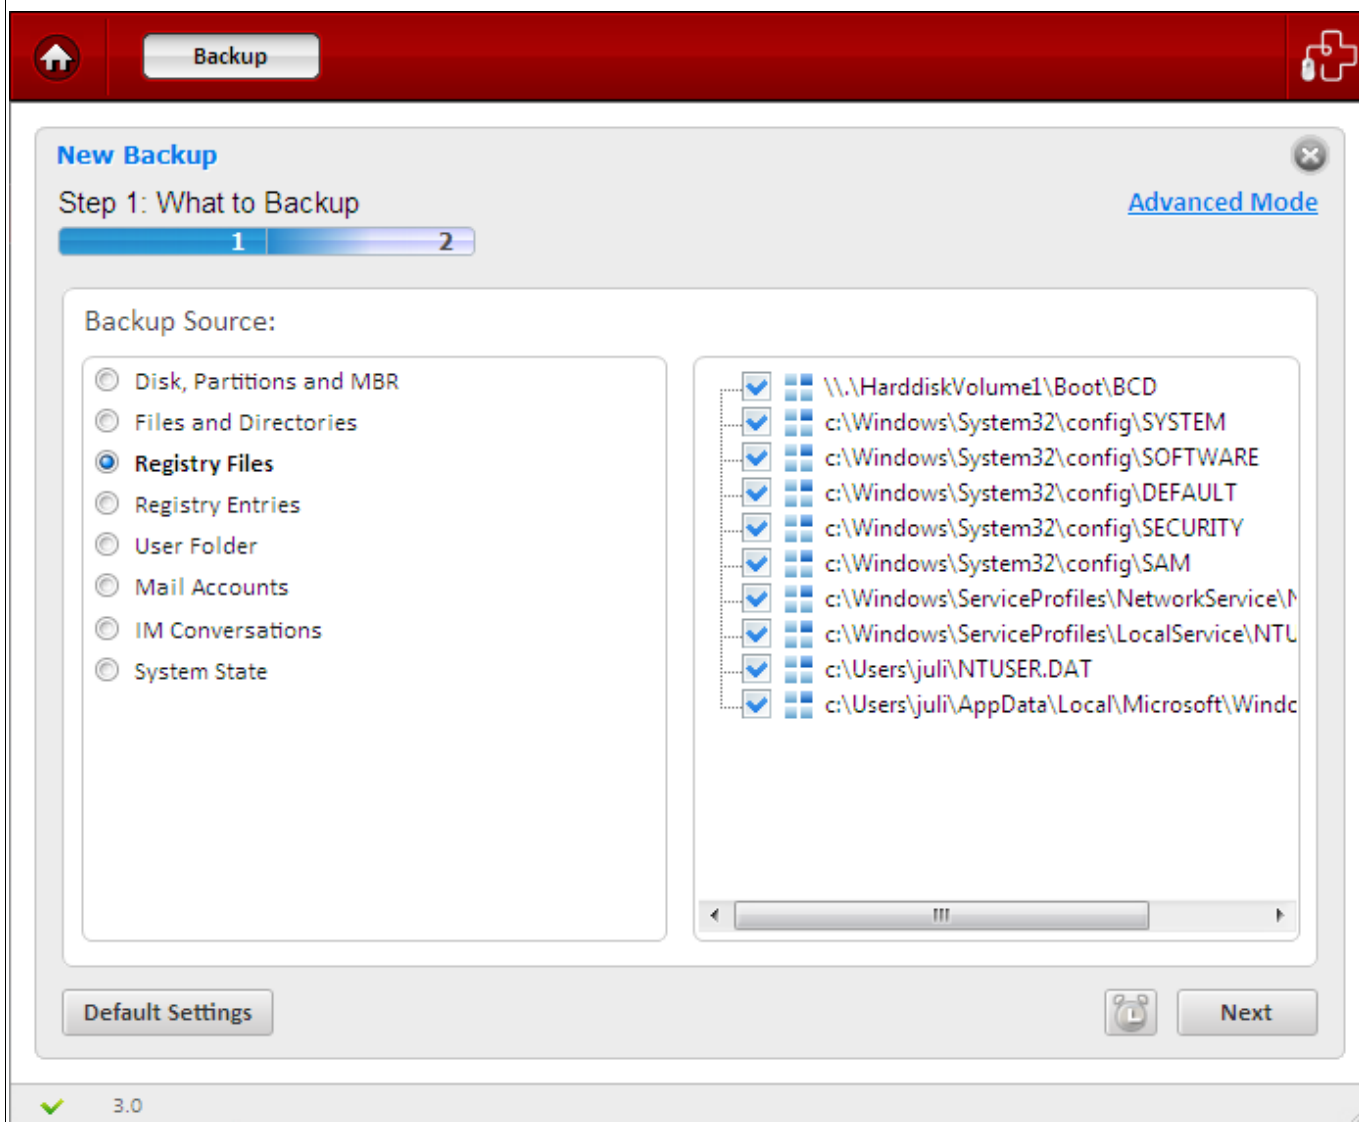 Backup
New Backup
Step 1: What to Backup
Advanced Mode
1 2
Backup Source:
Disk, Partitions and MBR
Files and Directories
Registry Files
Registry Entries
User Folder
Mail Accounts
IM Conversations
System State
\\.\HarddiskVolume1\Boot\BCD
c:\Windows\System32\config\SYSTEM
c:\Windows\System32\config\SOFTWARE
c:\Windows\System32\config\DEFAULT
c:\Windows\System32\config\SECURITY
c:\Windows\System32\config\SAM
c:\Windows\ServiceProfiles\NetworkService\
c:\Windows\ServiceProfiles\LocalService\NTU
c:\Users\juli\NTUSER.DAT
c:\Users\juli\AppData\Local\Microsoft\Windo
Default Settings
Next
3.0